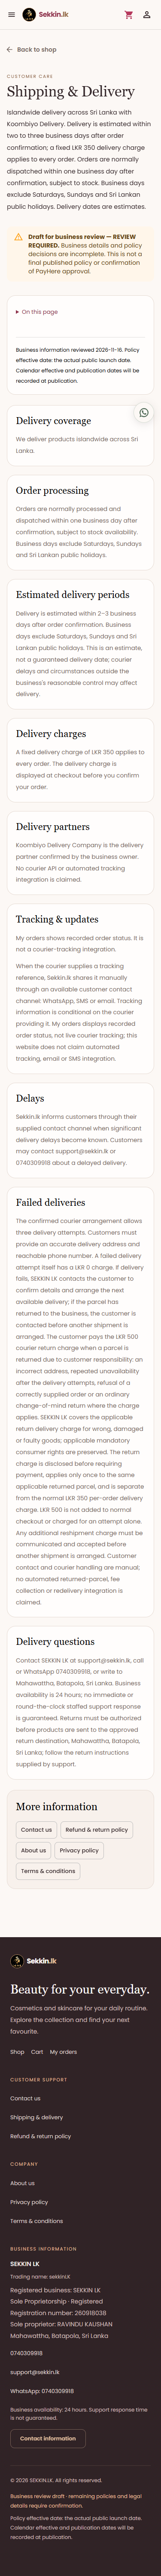 Sekkin.lk
Back to shop
CUSTOMER CARE
Shipping & Delivery
Islandwide delivery across Sri Lanka with
Koombiyo Delivery. Delivery is estimated within
two to three business days after order
confirmation; a fixed LKR 350 delivery charge
applies to every order. Orders are normally
dispatched within one business day after
confirmation, subject to stock. Business days
exclude Saturdays, Sundays and Sri Lankan
public holidays. Delivery dates are estimates.
Draft for business review — REVIEW
REQUIRED. Business details and policy
decisions are incomplete. This is not a
final published policy or confirmation
of PayHere approval.
On this page
Business information reviewed 2026-11-16. Policy
effective date: the actual public launch date.
Calendar effective and publication dates will be
recorded at publication.
Delivery coverage
We deliver products islandwide across Sri
Lanka.
Order processing
Orders are normally processed and
dispatched within one business day after
confirmation, subject to stock availability.
Business days exclude Saturdays, Sundays
and Sri Lankan public holidays.
Estimated delivery periods
Delivery is estimated within 2–3 business
days after order confirmation. Business
days exclude Saturdays, Sundays and Sri
Lankan public holidays. This is an estimate,
not a guaranteed delivery date; courier
delays and circumstances outside the
business's reasonable control may affect
delivery.
Delivery charges
A fixed delivery charge of LKR 350 applies to
every order. The delivery charge is
displayed at checkout before you confirm
your order.
Delivery partners
Koombiyo Delivery Company is the delivery
partner confirmed by the business owner.
No courier API or automated tracking
integration is claimed.
Tracking & updates
My orders shows recorded order status. It is
not a courier-tracking integration.
When the courier supplies a tracking
reference, Sekkin.lk shares it manually
through an available customer contact
channel: WhatsApp, SMS or email. Tracking
information is conditional on the courier
providing it. My orders displays recorded
order status, not live courier tracking; this
website does not claim automated
tracking, email or SMS integration.
Delays
Sekkin.lk informs customers through their
supplied contact channel when significant
delivery delays become known. Customers
may contact support@sekkin.lk or
0740309918 about a delayed delivery.
Failed deliveries
The confirmed courier arrangement allows
three delivery attempts. Customers must
provide an accurate delivery address and
reachable phone number. A failed delivery
attempt itself has a LKR 0 charge. If delivery
fails, SEKKIN LK contacts the customer to
confirm details and arrange the next
available delivery; if the parcel has
returned to the business, the customer is
contacted before another shipment is
arranged. The customer pays the LKR 500
courier return charge when a parcel is
returned due to customer responsibility: an
incorrect address, repeated unavailability
after the delivery attempts, refusal of a
correctly supplied order or an ordinary
change-of-mind return where the charge
applies. SEKKIN LK covers the applicable
return delivery charge for wrong, damaged
or faulty goods; applicable mandatory
consumer rights are preserved. The return
charge is disclosed before requiring
payment, applies only once to the same
applicable returned parcel, and is separate
from the normal LKR 350 per-order delivery
charge. LKR 500 is not added to normal
checkout or charged for an attempt alone.
Any additional reshipment charge must be
communicated and accepted before
another shipment is arranged. Customer
contact and courier handling are manual;
no automated returned-parcel, fee
collection or redelivery integration is
claimed.
Delivery questions
Contact SEKKIN LK at support@sekkin.lk, call
or WhatsApp 0740309918, or write to
Mahawattha, Batapola, Sri Lanka. Business
availability is 24 hours; no immediate or
round-the-clock staffed support response
is guaranteed. Returns must be authorized
before products are sent to the approved
return destination, Mahawattha, Batapola,
Sri Lanka; follow the return instructions
supplied by support.
More information
Contact us
Refund & return policy
About us
Privacy policy
Terms & conditions
Sekkin.lk
Beauty for your everyday.
Cosmetics and skincare for your daily routine.
Explore the collection and find your next
favourite.
Shop Cart My orders
CUSTOMER SUPPORT
Contact us
Shipping & delivery
Refund & return policy
COMPANY
About us
Privacy policy
Terms & conditions
BUSINESS INFORMATION
SEKKIN LK
Trading name: sekkinLK
Registered business: SEKKIN LK
Sole Proprietorship · Registered
Registration number: 260918038
Sole proprietor: RAVINDU KALISHAN
Mahawattha, Batapola, Sri Lanka
0740309918
support@sekkin.lk
WhatsApp: 0740309918
Business availability: 24 hours. Support response time
is not guaranteed.
Contact information
© 2026 SEKKIN.LK. All rights reserved.
Business review draft · remaining policies and legal
details require confirmation.
Policy effective date: the actual public launch date.
Calendar effective and publication dates will be
recorded at publication.